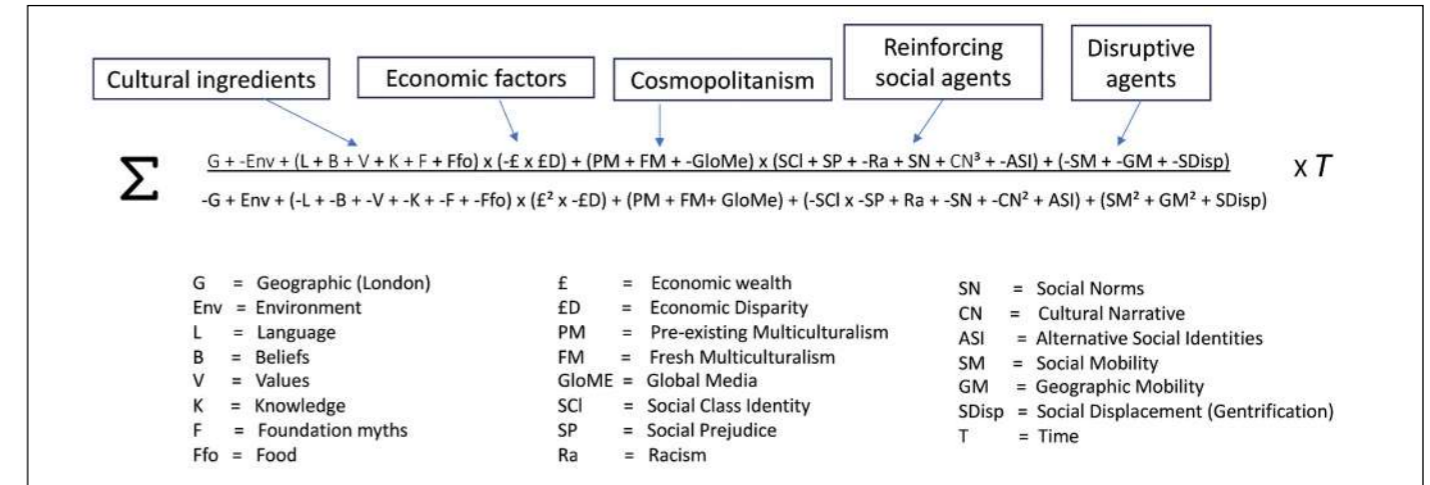 Cultural ingredients
Economic factors
Cosmopolitanism
Reinforcing
social agents
Disruptive
agents
Σ
G + -Env + (L + B + V + K + F + Ffo) x (-£ x £D) + (PM + FM + -GloMe) x (SCl + SP + -Ra + SN + CN³ + -ASI) + (-SM + -GM + -SDisp)
x T
-G + Env + (-L + -B + -V + -K + -F + -Ffo) x (£² x -£D) + (PM + FM+ GloMe) + (-SCl x -SP + Ra + -SN + -CN² + ASI) + (SM² + GM² + SDisp)
G = Geographic (London)
Env = Environment
L = Language
B = Beliefs
V = Values
K = Knowledge
F = Foundation myths
Ffo = Food
£ = Economic wealth
£D = Economic Disparity
PM = Pre-existing Multiculturalism
FM = Fresh Multiculturalism
GloME = Global Media
SCl = Social Class Identity
SP = Social Prejudice
Ra = Racism
SN = Social Norms
CN = Cultural Narrative
ASI = Alternative Social Identities
SM = Social Mobility
GM = Geographic Mobility
SDisp = Social Displacement (Gentrification)
T = Time